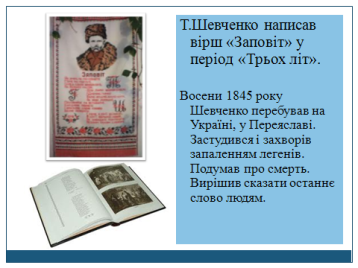 Заповіт
Т.Шевченко написав
вірш «Заповіт» у
період «Трьох літ».
Восени 1845 року
Шевченко перебував на
Україні, у Переяславі.
Застудився і захворів
запаленням легенів.
Подумав про смерть.
Вирішив сказати останнє
слово людям.